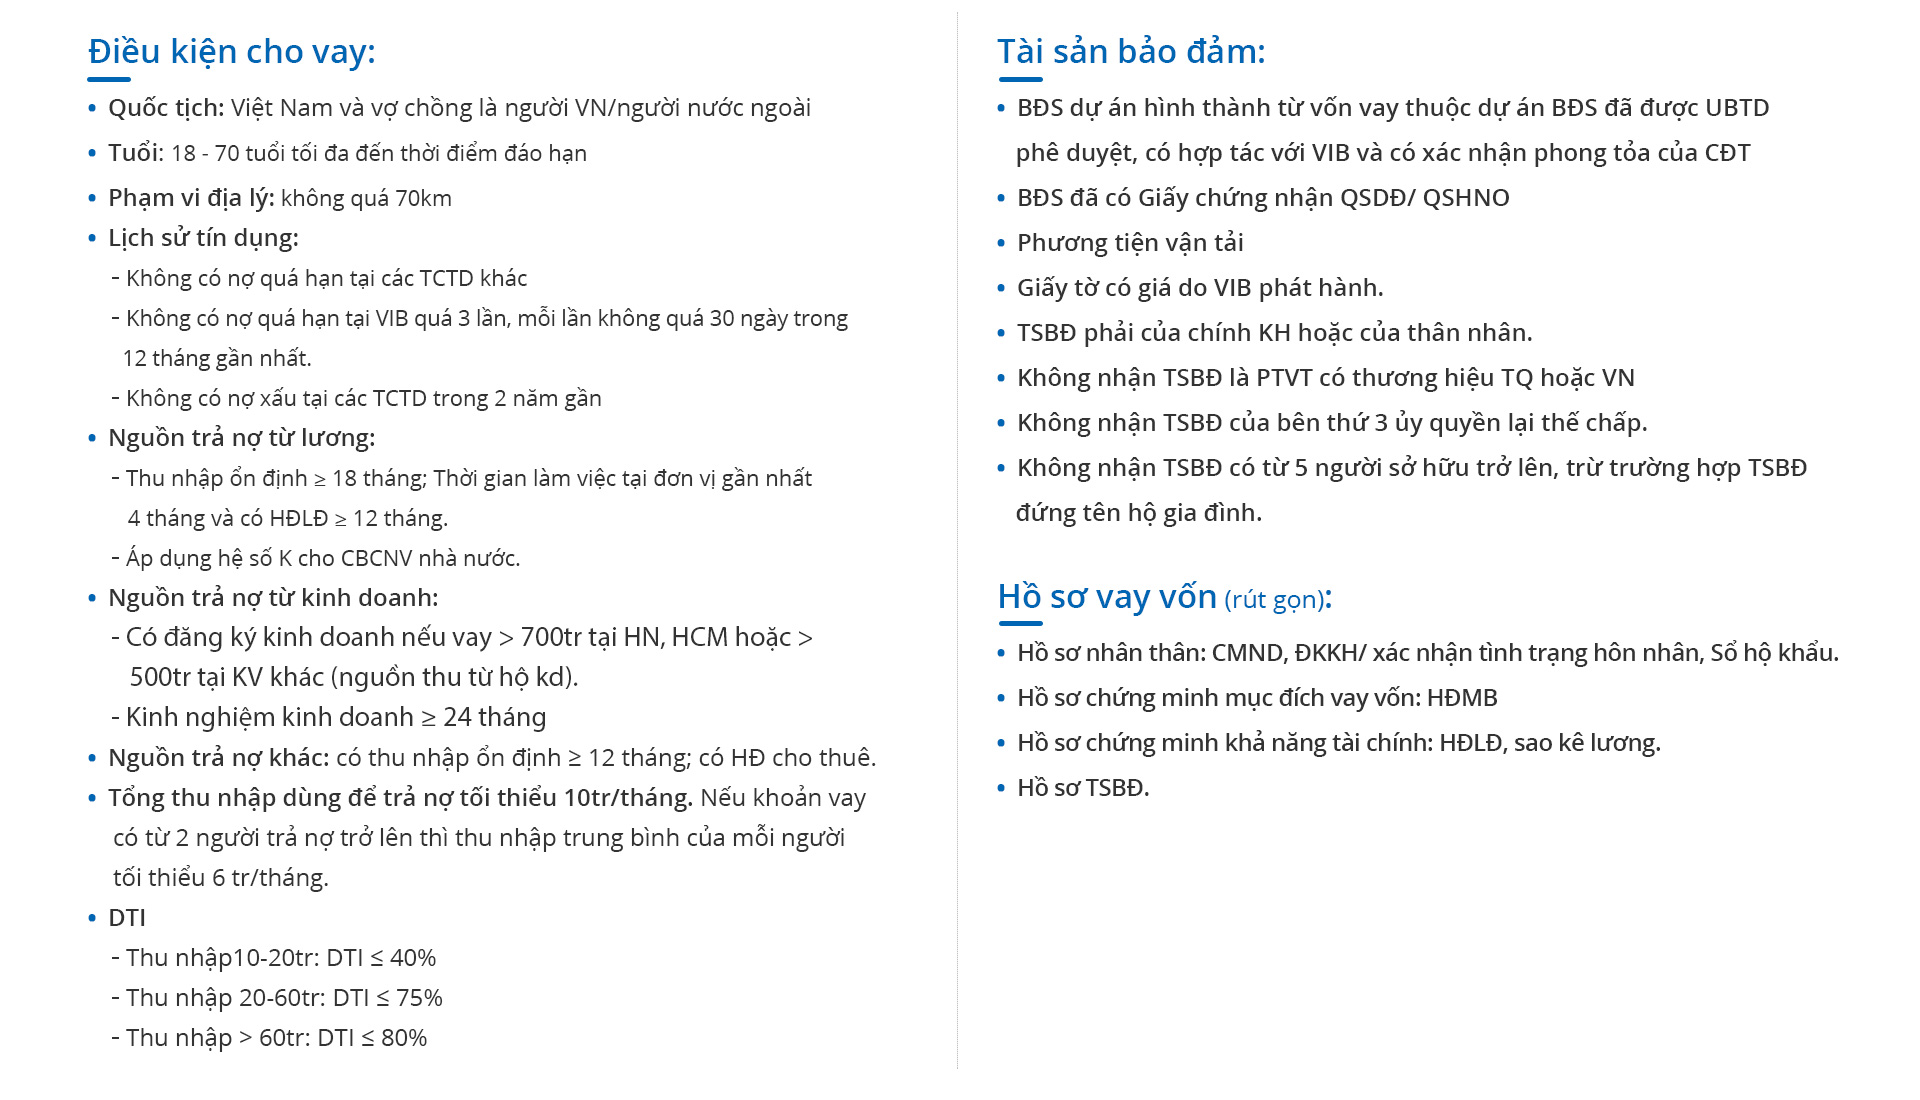 Điều kiện cho vay:
• Quốc tịch: Việt Nam và vợ chồng là người VN/người nước ngoài
• Tuổi: 18 - 70 tuổi tối đa đến thời điểm đáo hạn
• Phạm vi địa lý: không quá 70km
• Lịch sử tín dụng:
- Không có nợ quá hạn tại các TCTD khác
- Không có nợ quá hạn tại VIB quá 3 lần, mỗi lần không quá 30 ngày trong
12 tháng gần nhất.
- Không có nợ xấu tại các TCTD trong 2 năm gần
• Nguồn trả nợ từ lương:
- Thu nhập ổn định ≥ 18 tháng; Thời gian làm việc tại đơn vị gần nhất
4 tháng và có HĐLĐ ≥ 12 tháng.
- Áp dụng hệ số K cho CBCNV nhà nước.
• Nguồn trả nợ từ kinh doanh:
- Có đăng ký kinh doanh nếu vay > 700tr tại HN, HCM hoặc >
500tr tại KV khác (nguồn thu từ hộ kd).
- Kinh nghiệm kinh doanh ≥ 24 tháng
• Nguồn trả nợ khác: có thu nhập ổn định ≥ 12 tháng; có HĐ cho thuê.
• Tổng thu nhập dùng để trả nợ tối thiểu 10tr/tháng. Nếu khoản vay
có từ 2 người trả nợ trở lên thì thu nhập trung bình của mỗi người
tối thiểu 6 tr/tháng.
• DTI
- Thu nhập10-20tr: DTI ≤ 40%
- Thu nhập 20-60tr: DTI ≤ 75%
- Thu nhập > 60tr: DTI ≤ 80%
Tài sản bảo đảm:
• BĐS dự án hình thành từ vốn vay thuộc dự án BĐS đã được UBTD
phê duyệt, có hợp tác với VIB và có xác nhận phong tỏa của CĐT
• BĐS đã có Giấy chứng nhận QSDĐ/ QSHNO
• Phương tiện vận tải
• Giấy tờ có giá do VIB phát hành.
• TSBĐ phải của chính KH hoặc của thân nhân.
• Không nhận TSBĐ là PTVT có thương hiệu TQ hoặc VN
• Không nhận TSBĐ của bên thứ 3 ủy quyền lại thế chấp.
• Không nhận TSBĐ có từ 5 người sở hữu trở lên, trừ trường hợp TSBĐ
đứng tên hộ gia đình.
Hồ sơ vay vốn (rút gọn):
• Hồ sơ nhân thân: CMND, ĐKKH/ xác nhận tình trạng hôn nhân, Sổ hộ khẩu.
• Hồ sơ chứng minh mục đích vay vốn: HĐMB
• Hồ sơ chứng minh khả năng tài chính: HĐLĐ, sao kê lương.
• Hồ sơ TSBĐ.